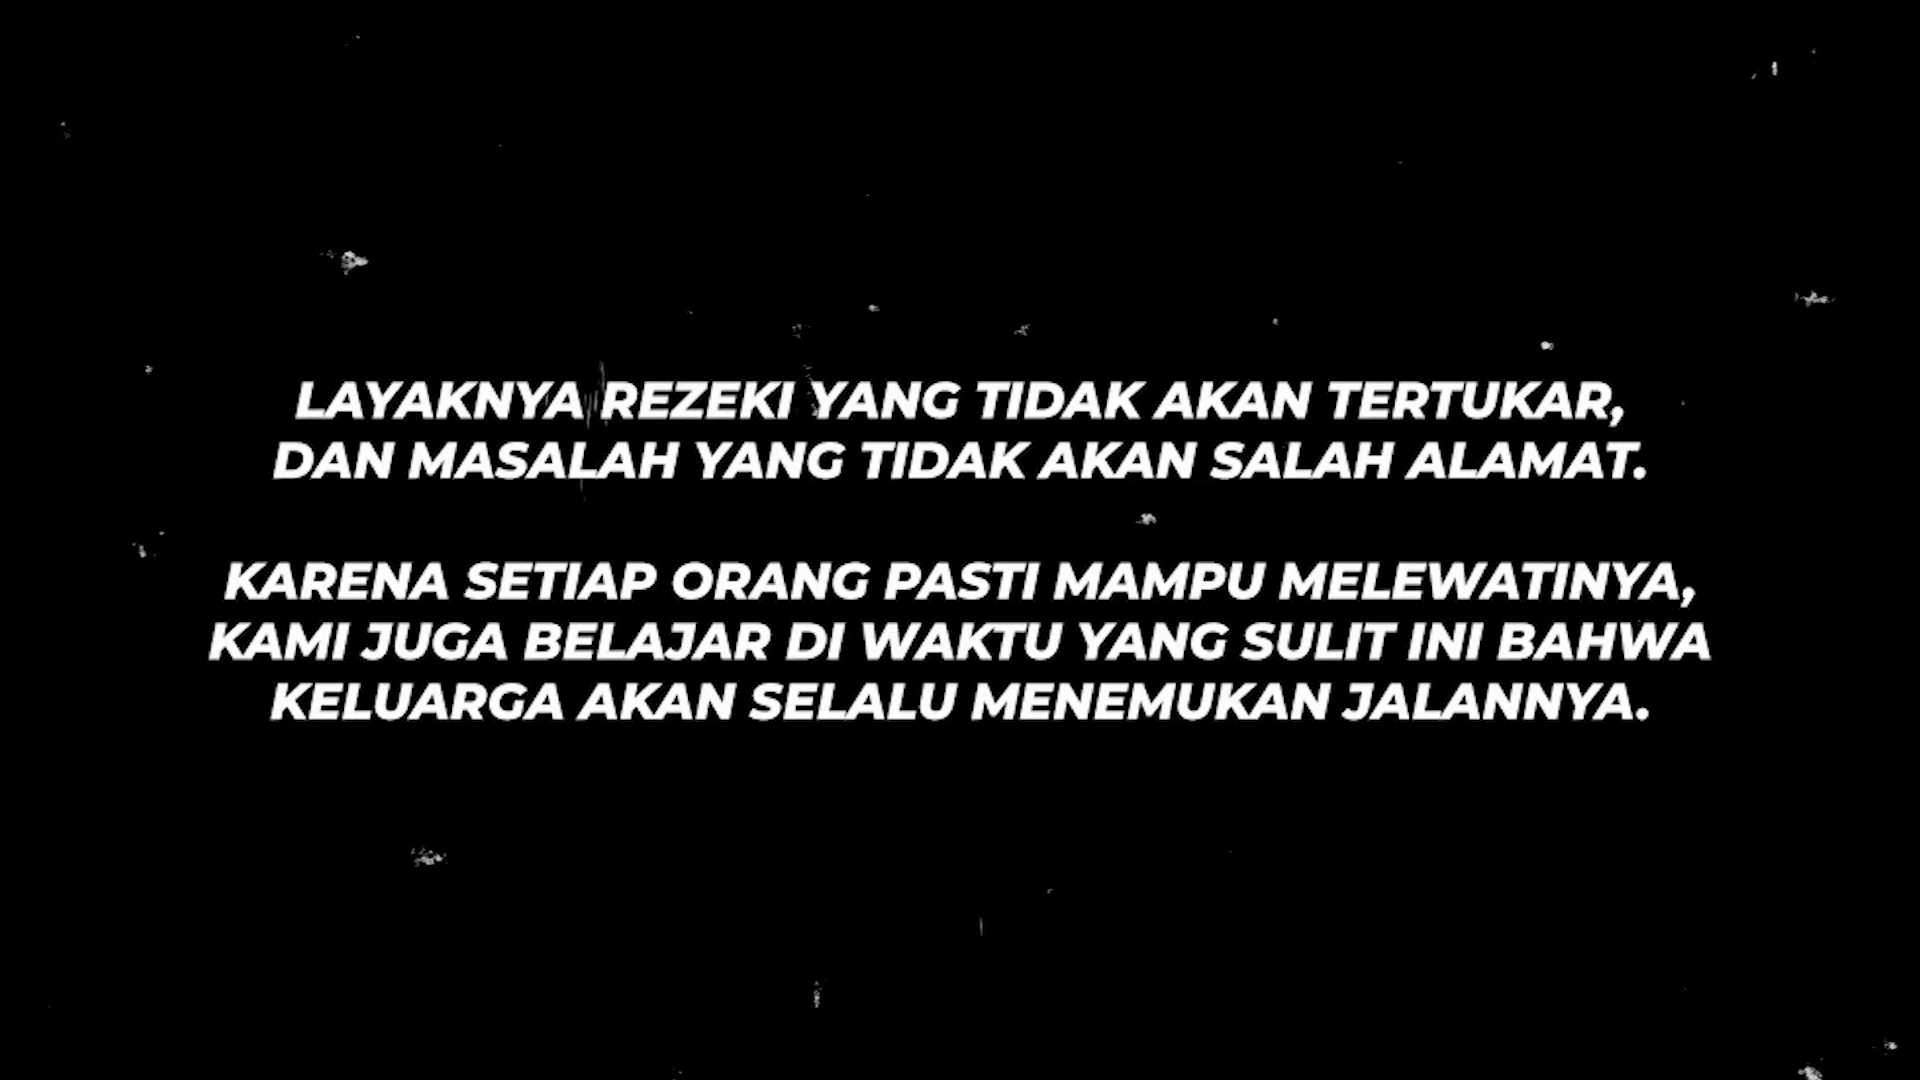 LAYAKNYA REZEKI YANG TIDAK AKAN TERTUKAR,
DAN MASALAH YANG TIDAK AKAN SALAH ALAMAT.
KARENA SETIAP ORANG PASTI MAMPU MELEWATINYA,
KAMI JUGA BELAJAR DI WAKTU YANG SULIT INI BAHWA
KELUARGA AKAN SELALU MENEMUKAN JALANNYA.